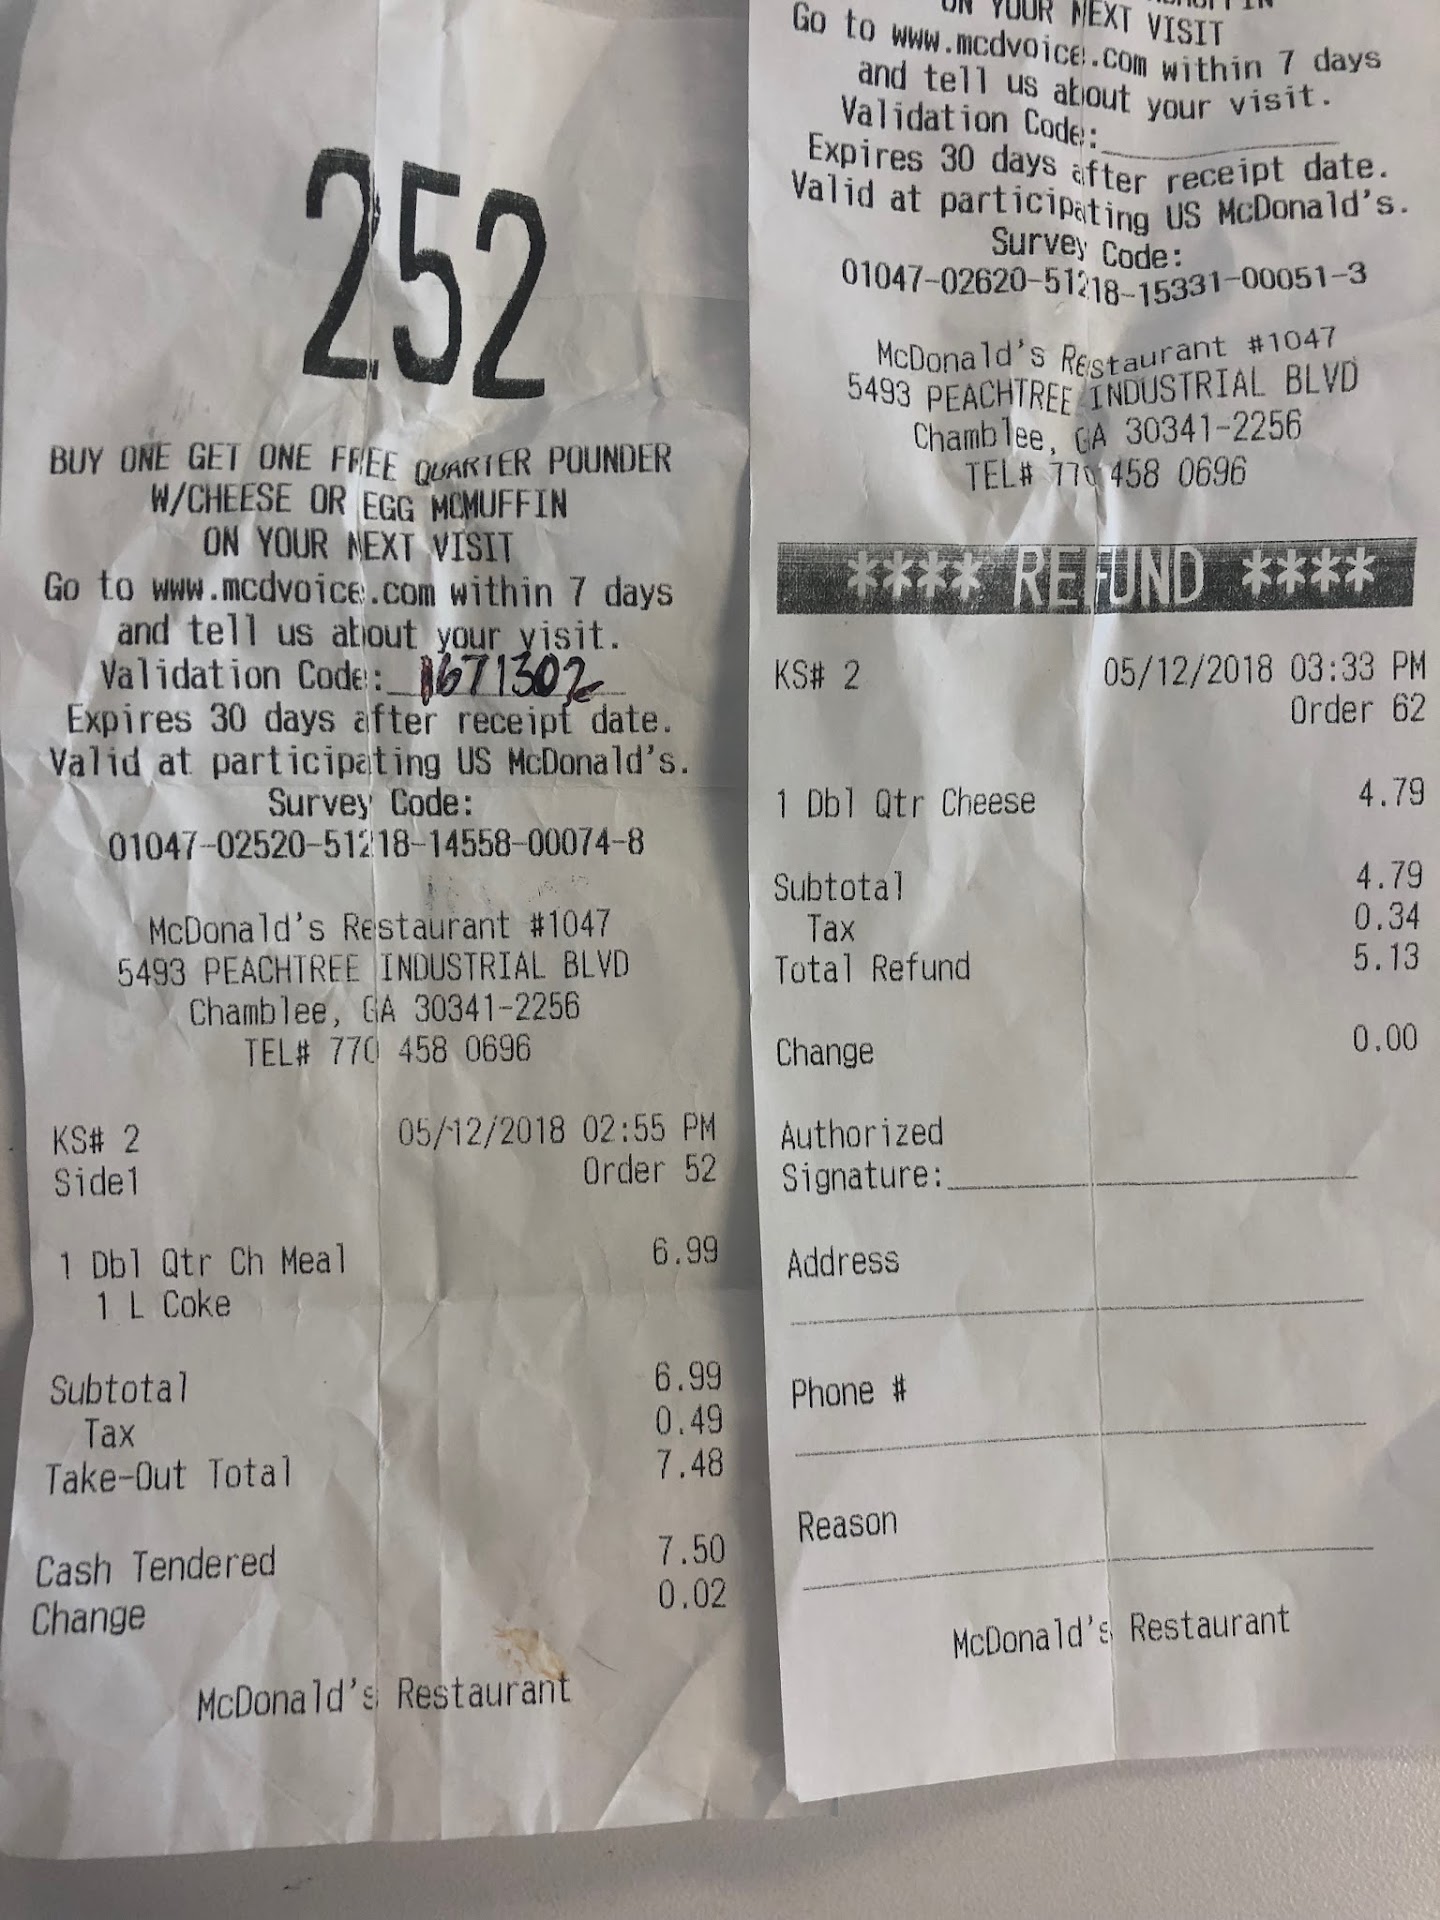 252
BUY ONE GET ONE FREE QUARTER POUNDER
W/CHEESE OR EGG MCMUFFIN
ON YOUR NEXT VISIT
Go to www.mcdvoice.com within 7 days
and tell us about your visit.
Validation Code: 1671302
Expires 30 days after receipt date.
Valid at participating US McDonald's.
Survey Code:
01047-02520-51218-14558-00074-8
McDonald's Restaurant #1047
5493 PEACHTREE INDUSTRIAL BLVD
Chamblee, GA 30341-2256
TEL# 770 458 0696
KS# 2 05/12/2018 02:55 PM
Side1 Order 52
1 Dbl Qtr Ch Meal 6.99
1 L Coke
Subtotal 6.99
Tax 0.49
Take-Out Total 7.48
Cash Tendered 7.50
Change 0.02
McDonald's Restaurant
ON YOUR NEXT VISIT
Go to www.mcdvoice.com within 7 days
and tell us about your visit.
Validation Code:
Expires 30 days after receipt date.
Valid at participating US McDonald's.
Survey Code:
01047-02620-51218-15331-00051-3
McDonald's Restaurant #1047
5493 PEACHTREE INDUSTRIAL BLVD
Chamblee, GA 30341-2256
TEL# 770 458 0696
**** REFUND ****
KS# 2 05/12/2018 03:33 PM
Order 62
1 Dbl Qtr Cheese 4.79
Subtotal 4.79
Tax 0.34
Total Refund 5.13
Change 0.00
Authorized
Signature:
Address
Phone #
Reason
McDonald's Restaurant